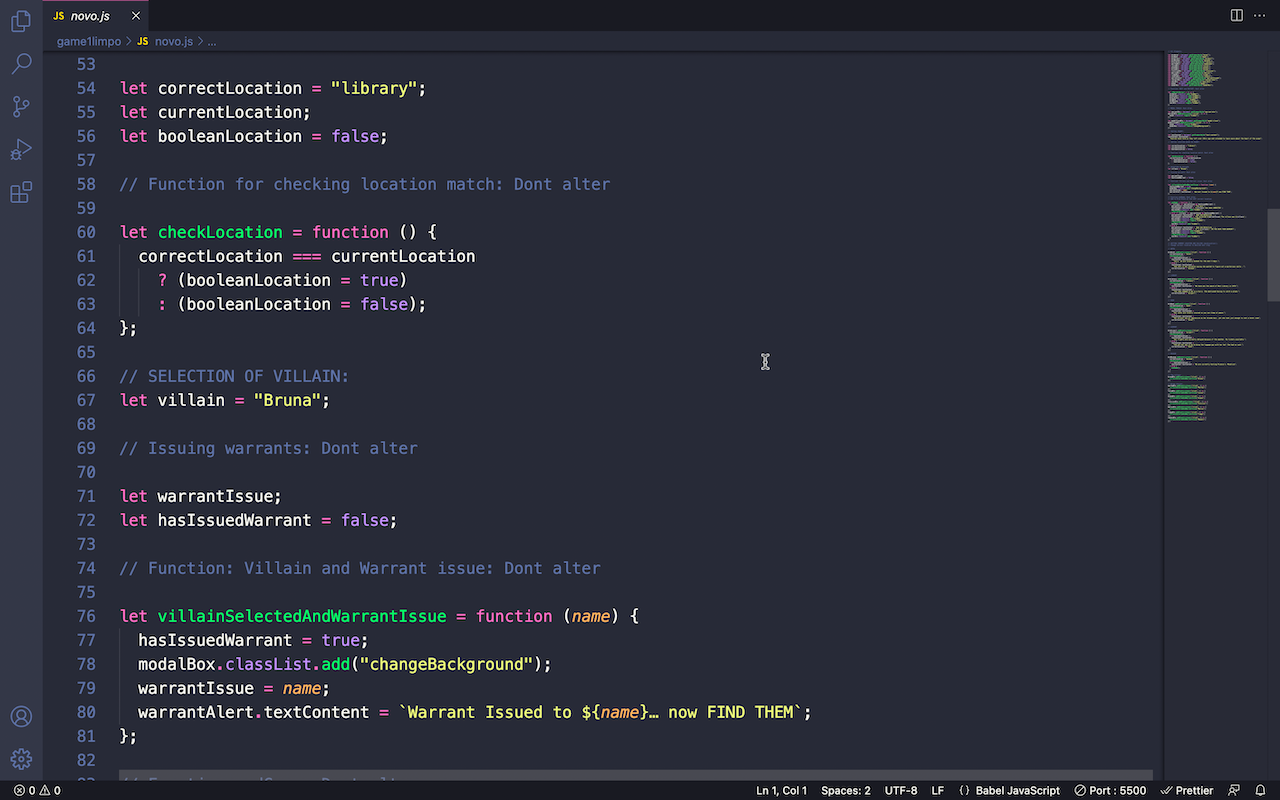 JS novo.js
game1limpo > JS novo.js > ...
53
54 let correctLocation = "library";
55 let currentLocation;
56 let booleanLocation = false;
57
58 // Function for checking location match: Dont alter
59
60 let checkLocation = function () {
61 correctLocation === currentLocation
62 ? (booleanLocation = true)
63 : (booleanLocation = false);
64 };
65
66 // SELECTION OF VILLAIN:
67 let villain = "Bruna";
68
69 // Issuing warrants: Dont alter
70
71 let warrantIssue;
72 let hasIssuedWarrant = false;
73
74 // Function: Villain and Warrant issue: Dont alter
75
76 let villainSelectedAndWarrantIssue = function (name) {
77 hasIssuedWarrant = true;
78 modalBox.classList.add("changeBackground");
79 warrantIssue = name;
80 warrantAlert.textContent = `Warrant Issued to ${name}… now FIND THEM`;
81 };
82
0 0 Ln 1, Col 1 Spaces: 2 UTF-8 LF {} Babel JavaScript Port : 5500 Prettier